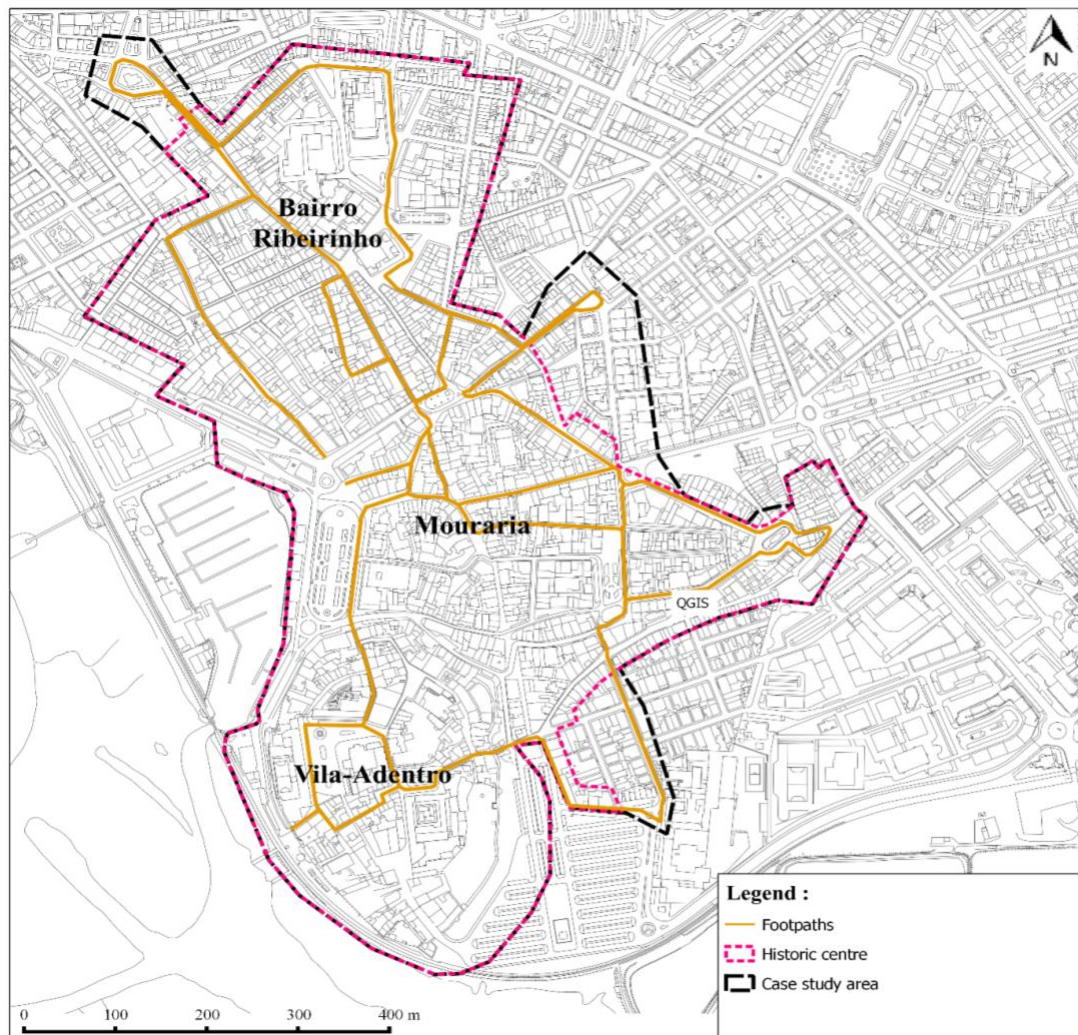 N
Bairro
Ribeirinho
Mouraria
QGIS
Vila-Adentro
Legend :
Footpaths
Historic centre
Case study area
0 100 200 300 400 m